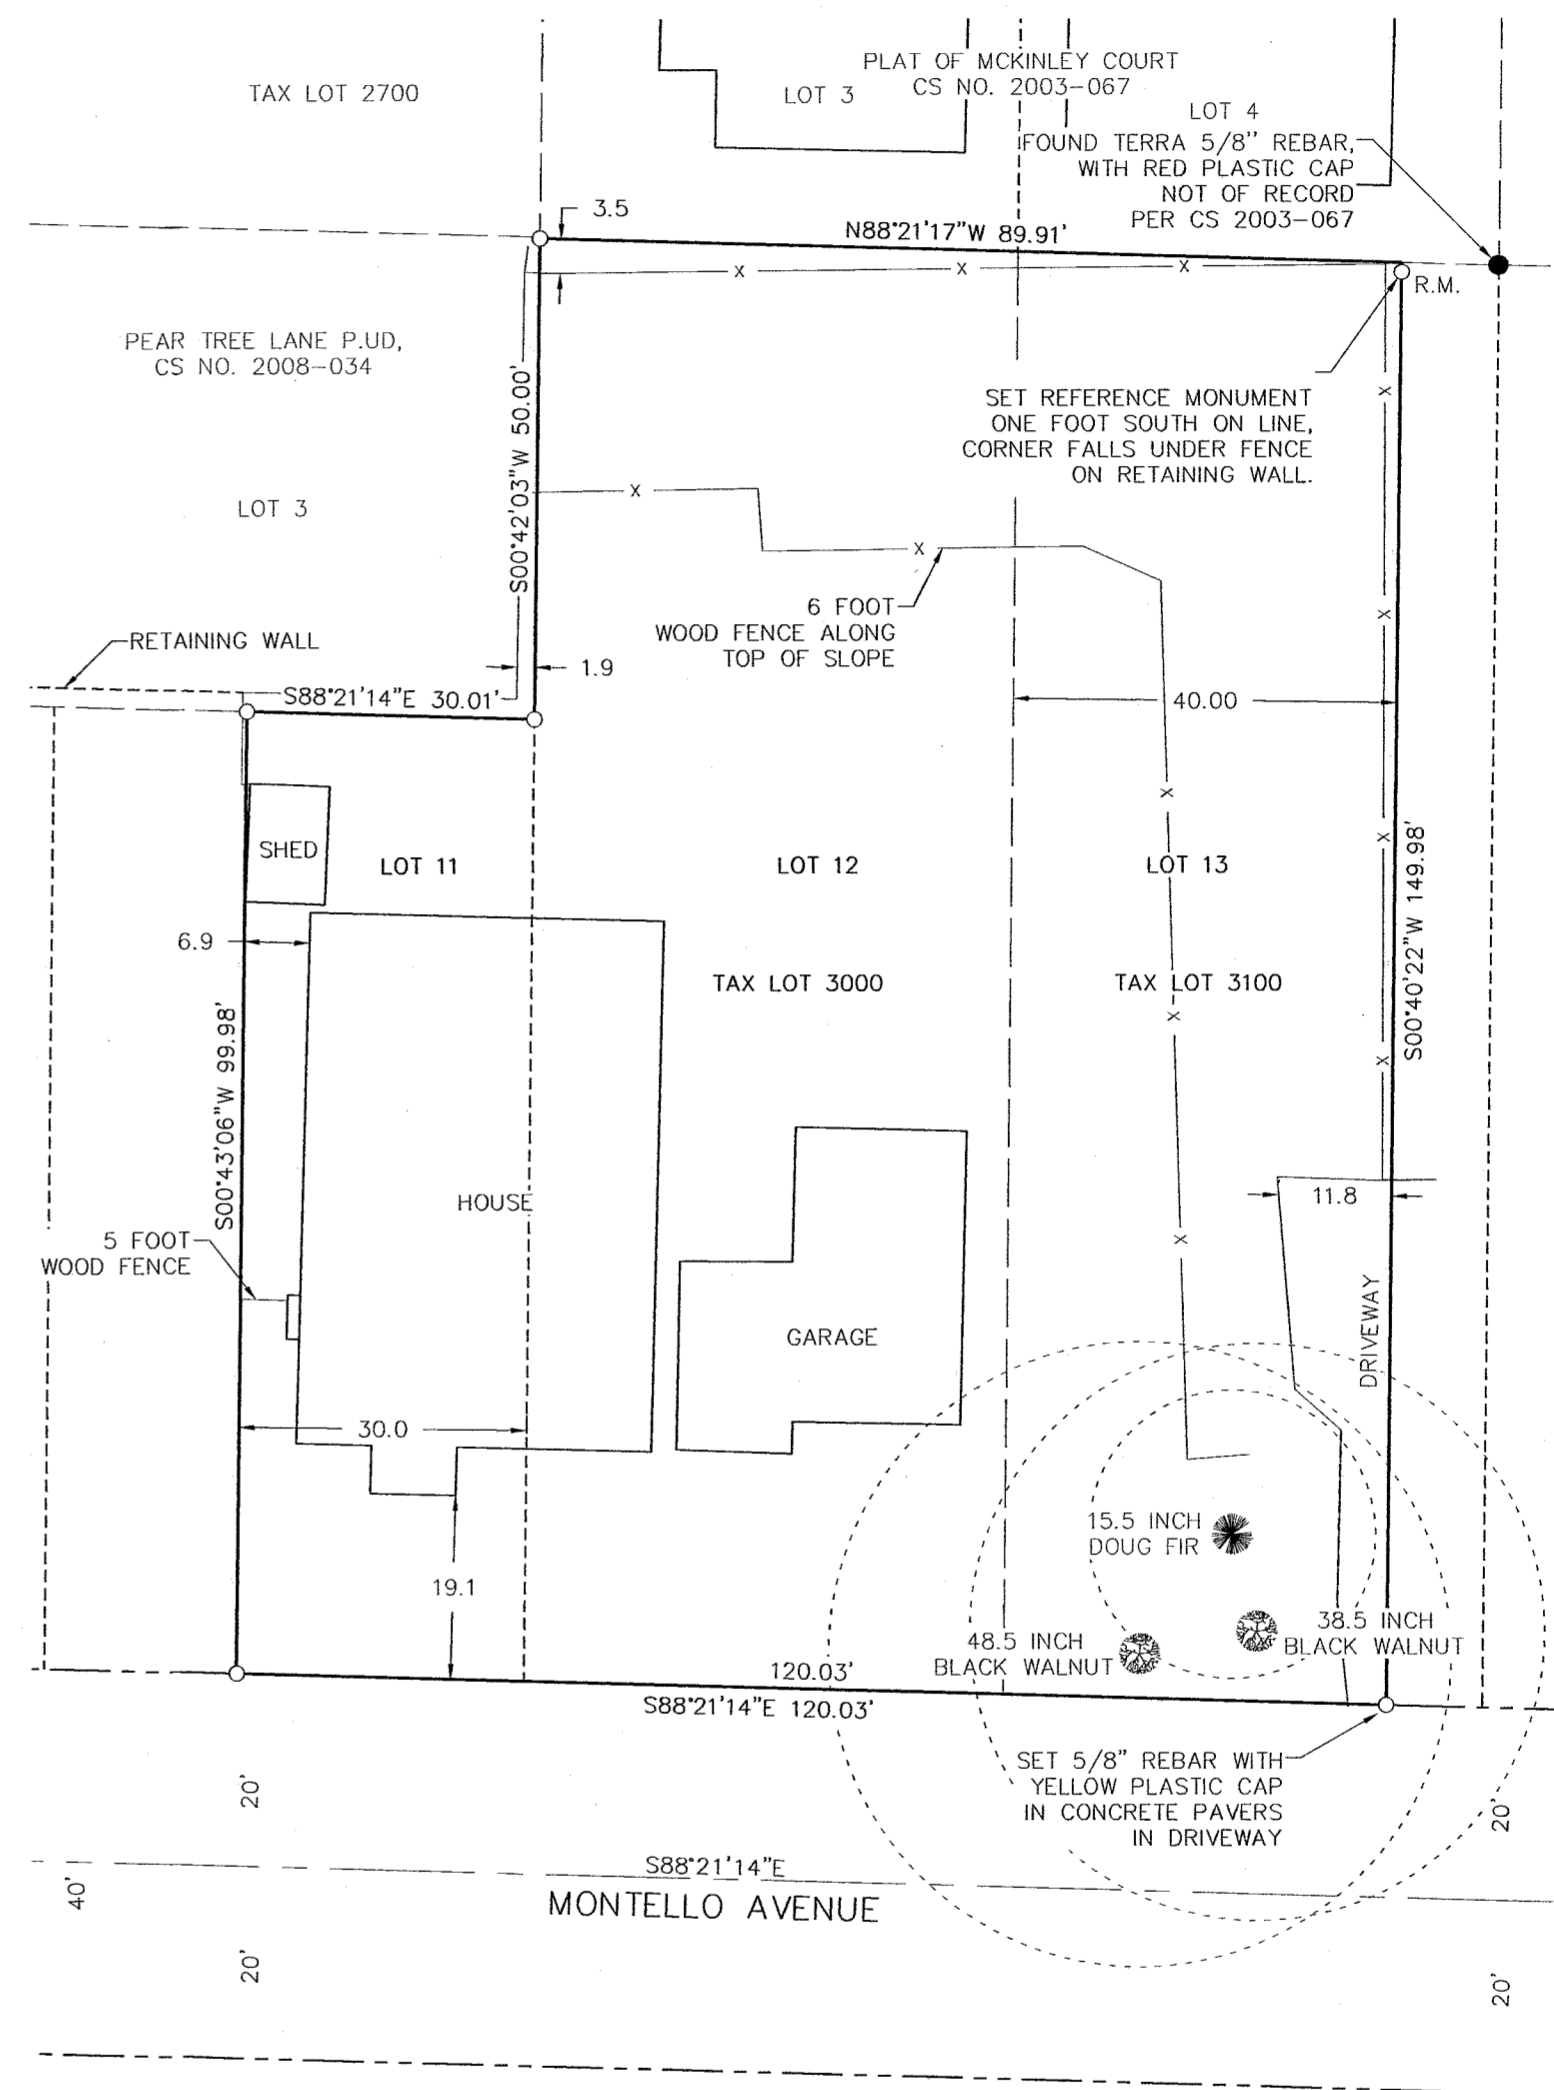 PLAT OF MCKINLEY COURT
CS NO. 2003-067
TAX LOT 2700
LOT 3
LOT 4
FOUND TERRA 5/8" REBAR,
WITH RED PLASTIC CAP
NOT OF RECORD
PER CS 2003-067
3.5
N88°21'17"W 89.91'
X
X
X
R.M.
PEAR TREE LANE P.UD,
CS NO. 2008-034
S00°42'03"W 50.00'
SET REFERENCE MONUMENT
ONE FOOT SOUTH ON LINE,
CORNER FALLS UNDER FENCE
ON RETAINING WALL.
X
LOT 3
X
X
6 FOOT
WOOD FENCE ALONG
TOP OF SLOPE
X
RETAINING WALL
1.9
S88°21'14"E 30.01'
40.00
X
X
SHED
LOT 11
LOT 12
LOT 13
S00°40'22"W 149.98'
6.9
TAX LOT 3000
TAX LOT 3100
X
X
S00°43'06"W 99.98'
HOUSE
11.8
5 FOOT
WOOD FENCE
X
GARAGE
DRIVEWAY
30.0
15.5 INCH
DOUG FIR
19.1
48.5 INCH
BLACK WALNUT
38.5 INCH
BLACK WALNUT
120.03'
S88°21'14"E 120.03'
SET 5/8" REBAR WITH
YELLOW PLASTIC CAP
IN CONCRETE PAVERS
IN DRIVEWAY
20'
20'
S88°21'14"E
40'
MONTELLO AVENUE
20'
20'